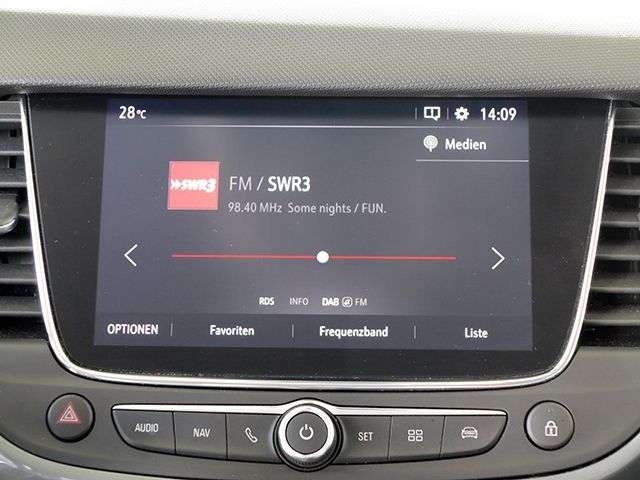 28°C 14:09
Medien
SWR3
FM / SWR3
98.40 MHz Some nights / FUN.
RDS INFO DAB FM
OPTIONEN Favoriten Frequenzband Liste
AUDIO NAV SET